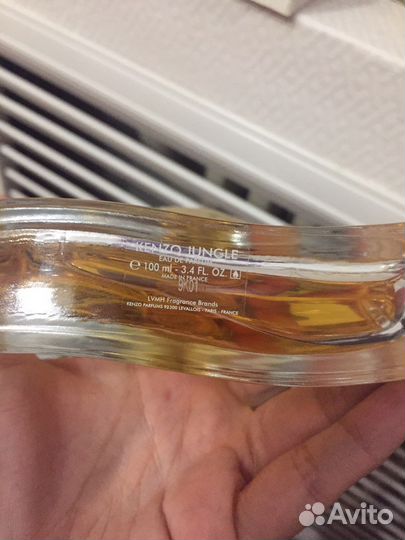 KENZO JUNGLE
EAU DE PARFUM
℮ 100 ml - 3.4 FL. OZ.
MADE IN FRANCE
9K01
LVMH Fragrance Brands
KENZO PARFUMS 92300 LEVALLOIS - PARIS - FRANCE
Avito